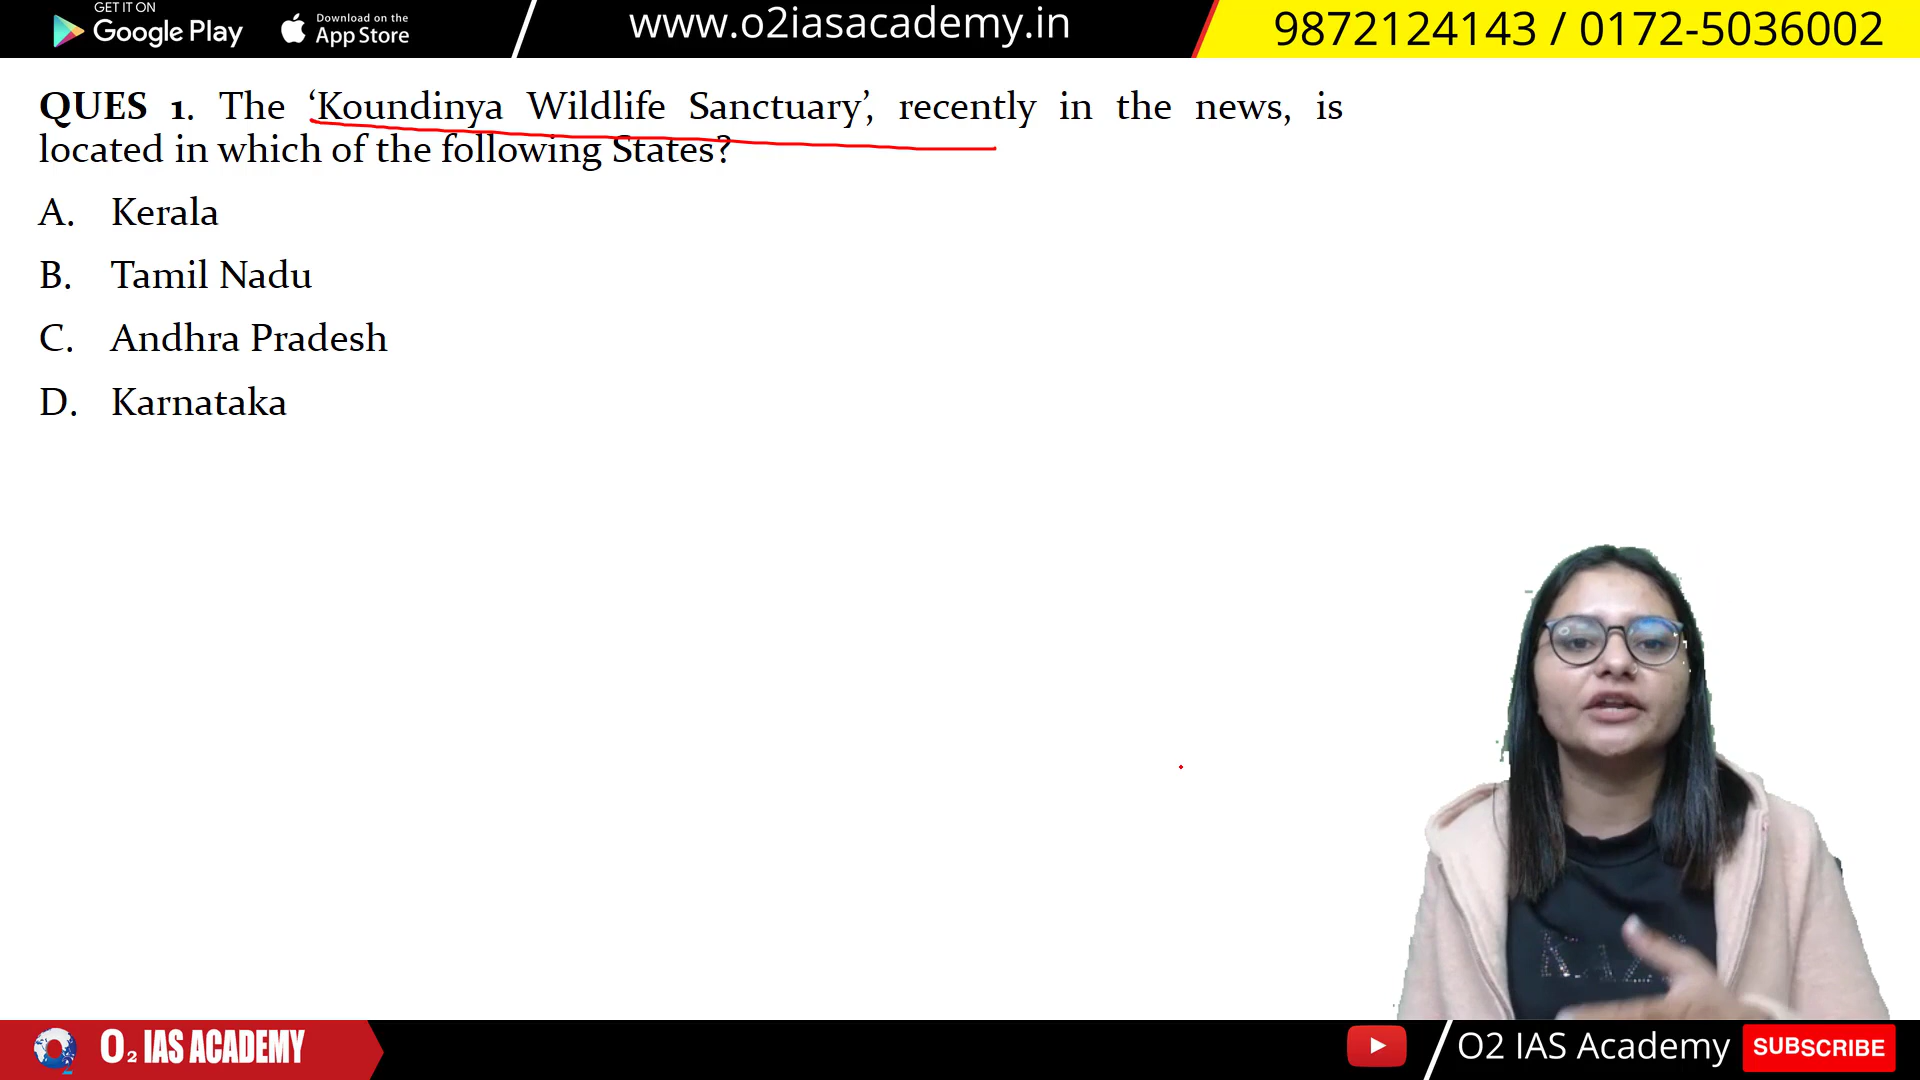 GET IT ON
Google Play
Download on the
App Store
www.o2iasacademy.in
9872124143 / 0172-5036002
QUES 1. The ‘Koundinya Wildlife Sanctuary’, recently in the news, is
located in which of the following States?
A. Kerala
B. Tamil Nadu
C. Andhra Pradesh
D. Karnataka
O2 IAS ACADEMY
O2 IAS Academy
SUBSCRIBE